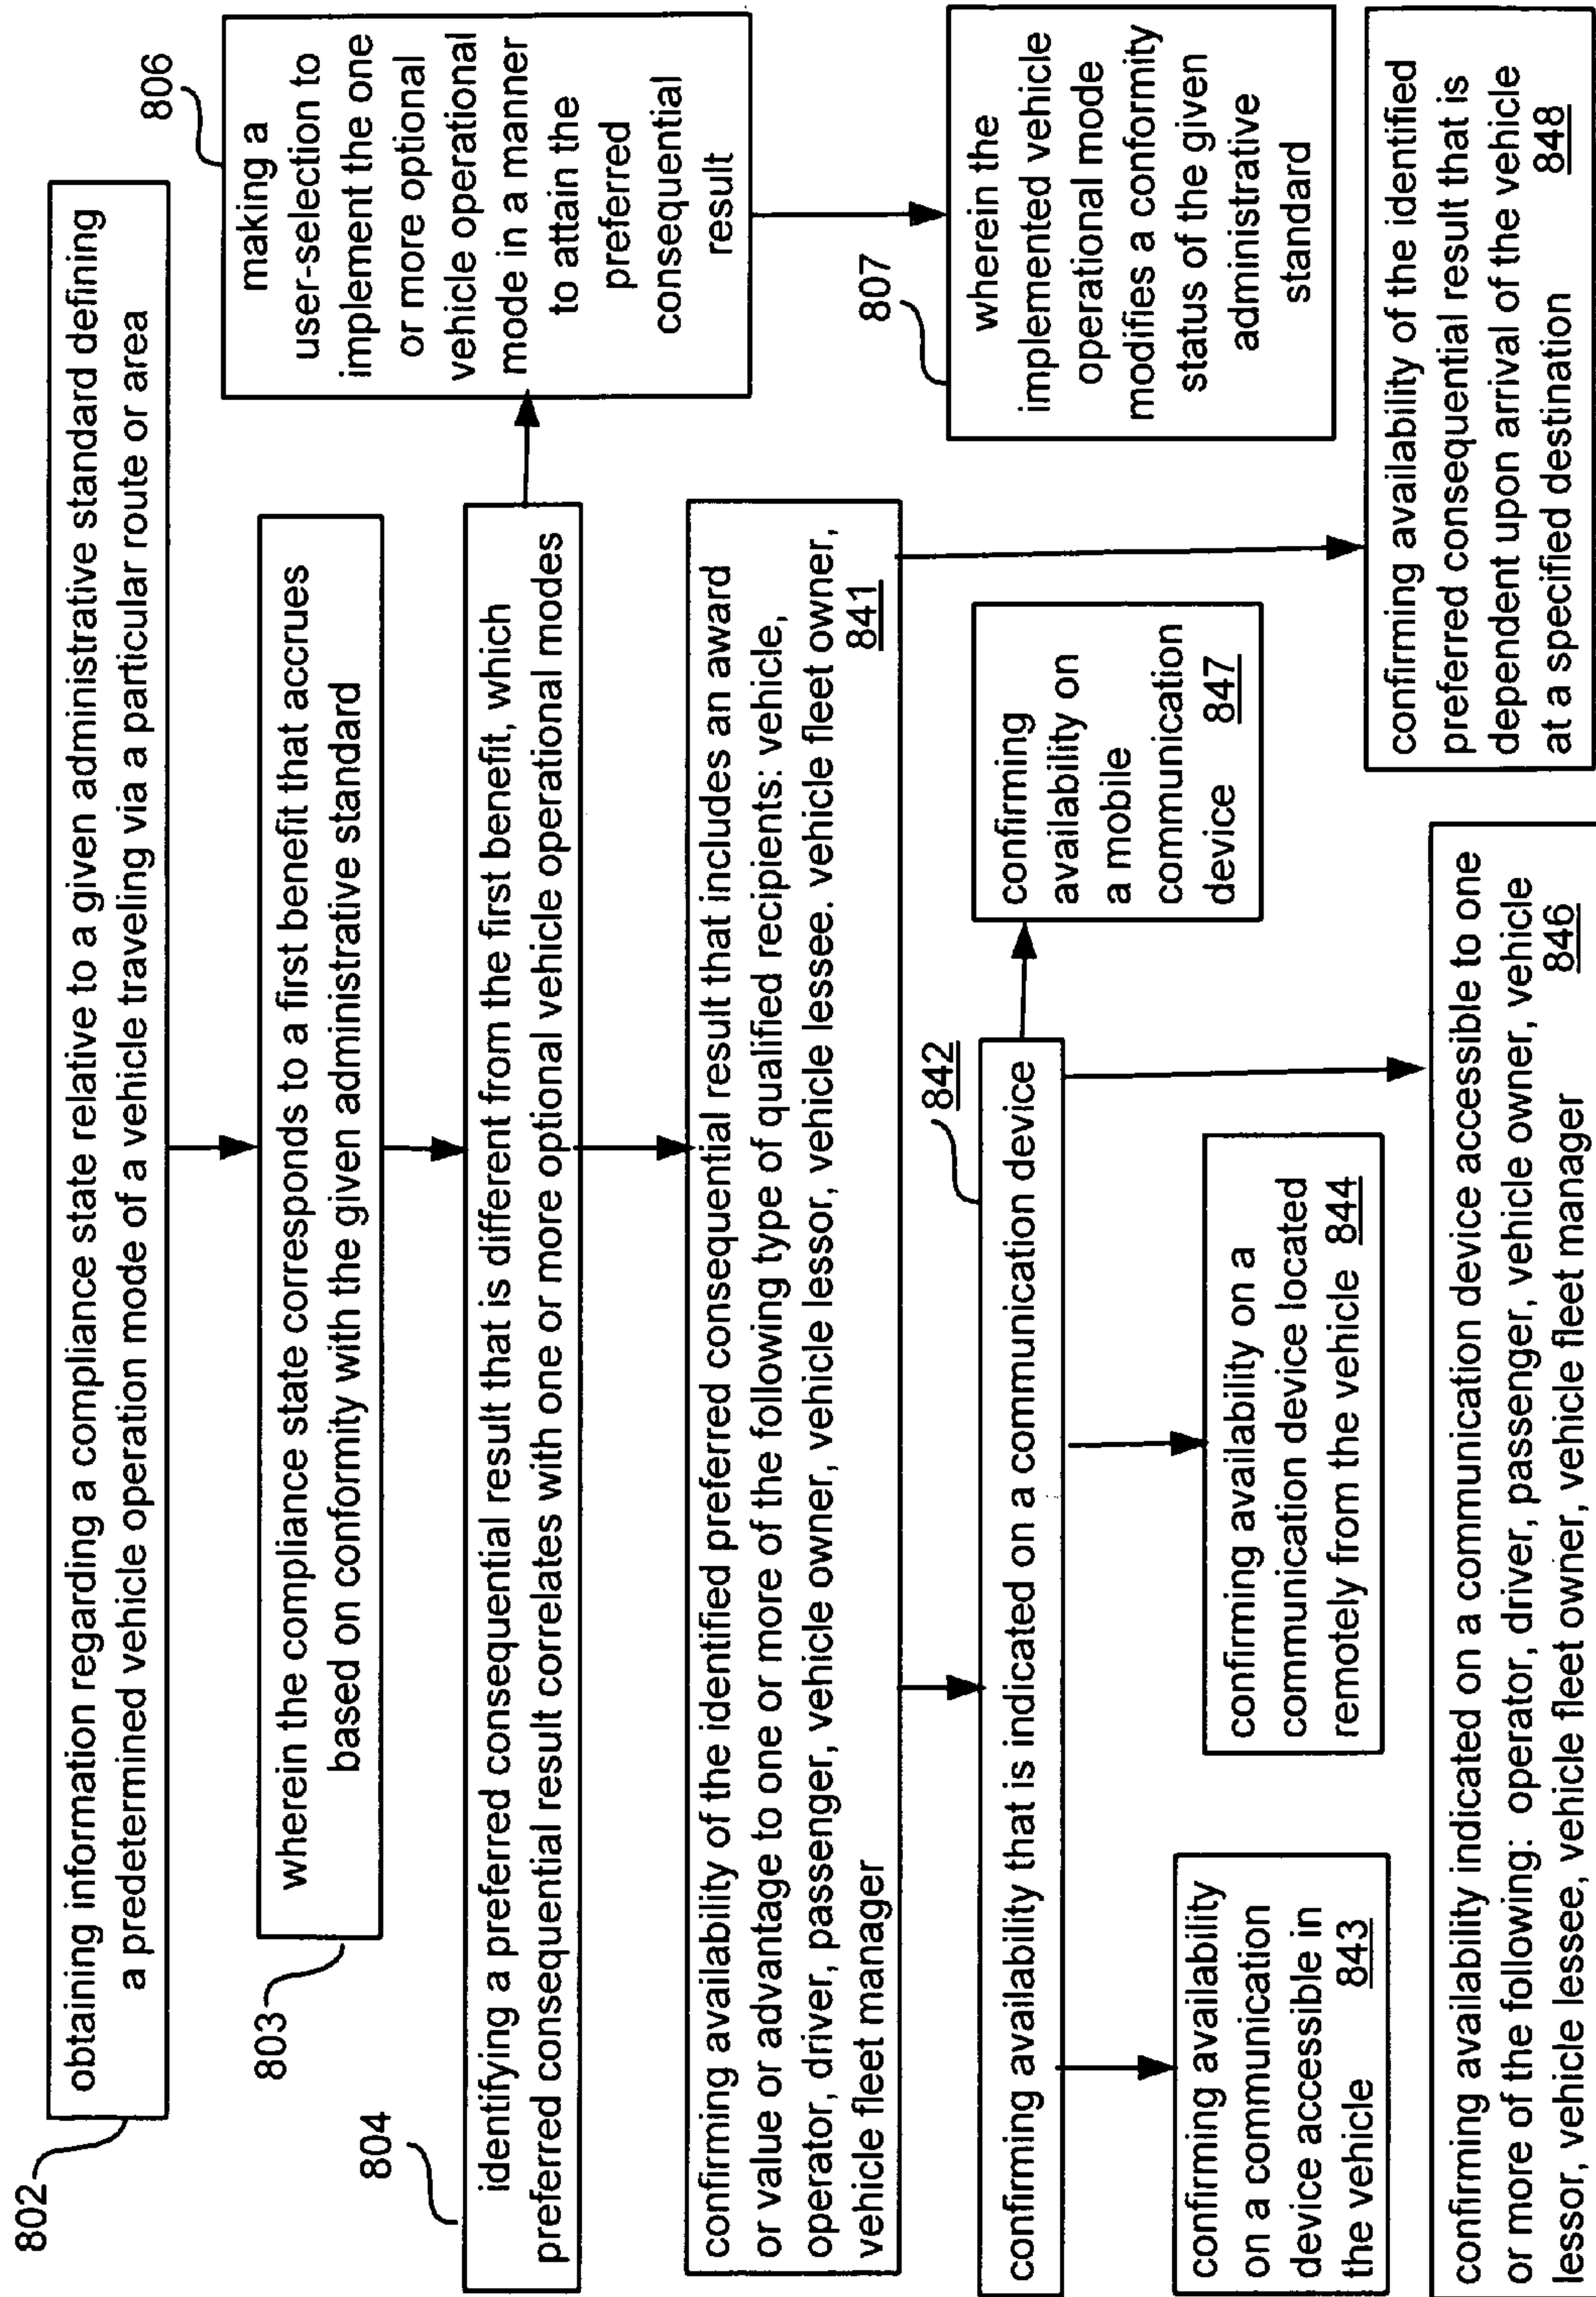 802
obtaining information regarding a compliance state relative to a given administrative standard defining
a predetermined vehicle operation mode of a vehicle traveling via a particular route or area
803
wherein the compliance state corresponds to a first benefit that accrues
based on conformity with the given administrative standard
804
identifying a preferred consequential result that is different from the first benefit, which
preferred consequential result correlates with one or more optional vehicle operational modes
806
making a
user-selection to
implement the one
or more optional
vehicle operational
mode in a manner
to attain the
preferred
consequential
result
807
wherein the
implemented vehicle
operational mode
modifies a conformity
status of the given
administrative
standard
confirming availability of the identified preferred consequential result that includes an award
or value or advantage to one or more of the following type of qualified recipients: vehicle,
operator, driver, passenger, vehicle owner, vehicle lessor, vehicle lessee. vehicle fleet owner,
vehicle fleet manager 841
842
confirming availability that is indicated on a communication device
confirming availability
on a communication
device accessible in
the vehicle 843
confirming availability on a
communication device located
remotely from the vehicle 844
confirming
availability on
a mobile
communication
device 847
confirming availability indicated on a communication device accessible to one
or more of the following: operator, driver, passenger, vehicle owner, vehicle
lessor, vehicle lessee, vehicle fleet owner, vehicle fleet manager 846
confirming availability of the identified
preferred consequential result that is
dependent upon arrival of the vehicle
at a specified destination 848